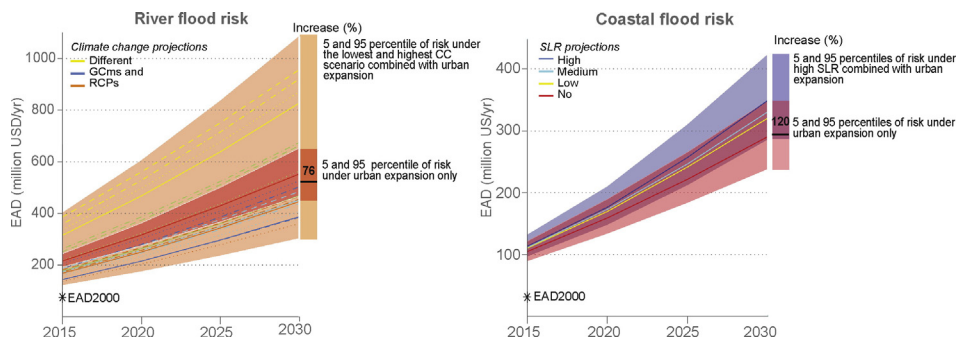 River flood risk
Increase (%)
Climate change projections
Different
GCms and
RCPs
5 and 95 percentile of risk under
the lowest and highest CC
scenario combined with urban
expansion
76
5 and 95 percentile of risk
under urban expansion only
EAD (million USD/yr)
1000
800
600
400
200
EAD2000
2015
2020
2025
2030
Coastal flood risk
Increase (%)
SLR projections
High
Medium
Low
No
5 and 95 percentiles of risk under
high SLR combined with urban
expansion
120
5 and 95 percentiles of risk under
urban expansion only
EAD (million US/yr)
400
300
200
100
EAD2000
2015
2020
2025
2030